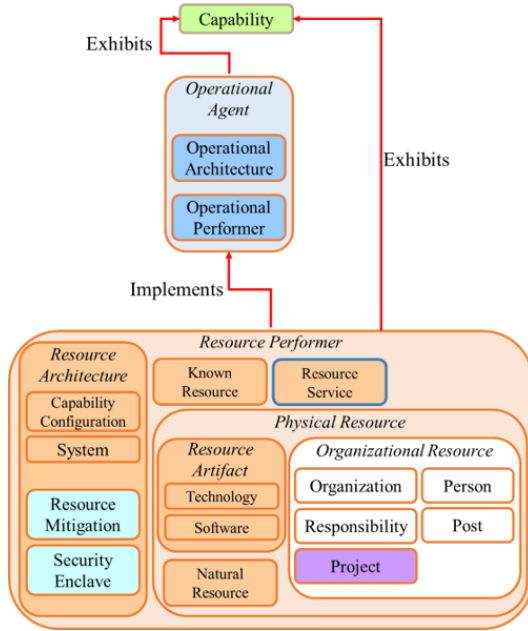 Capability
Exhibits
Operational
Agent
Operational
Architecture
Exhibits
Operational
Performer
Implements
Resource Performer
Resource
Architecture
Known
Resource
Resource
Service
Capability
Configuration
System
Resource
Mitigation
Security
Enclave
Physical Resource
Resource
Artifact
Technology
Software
Natural
Resource
Organizational Resource
Organization
Person
Responsibility
Post
Project